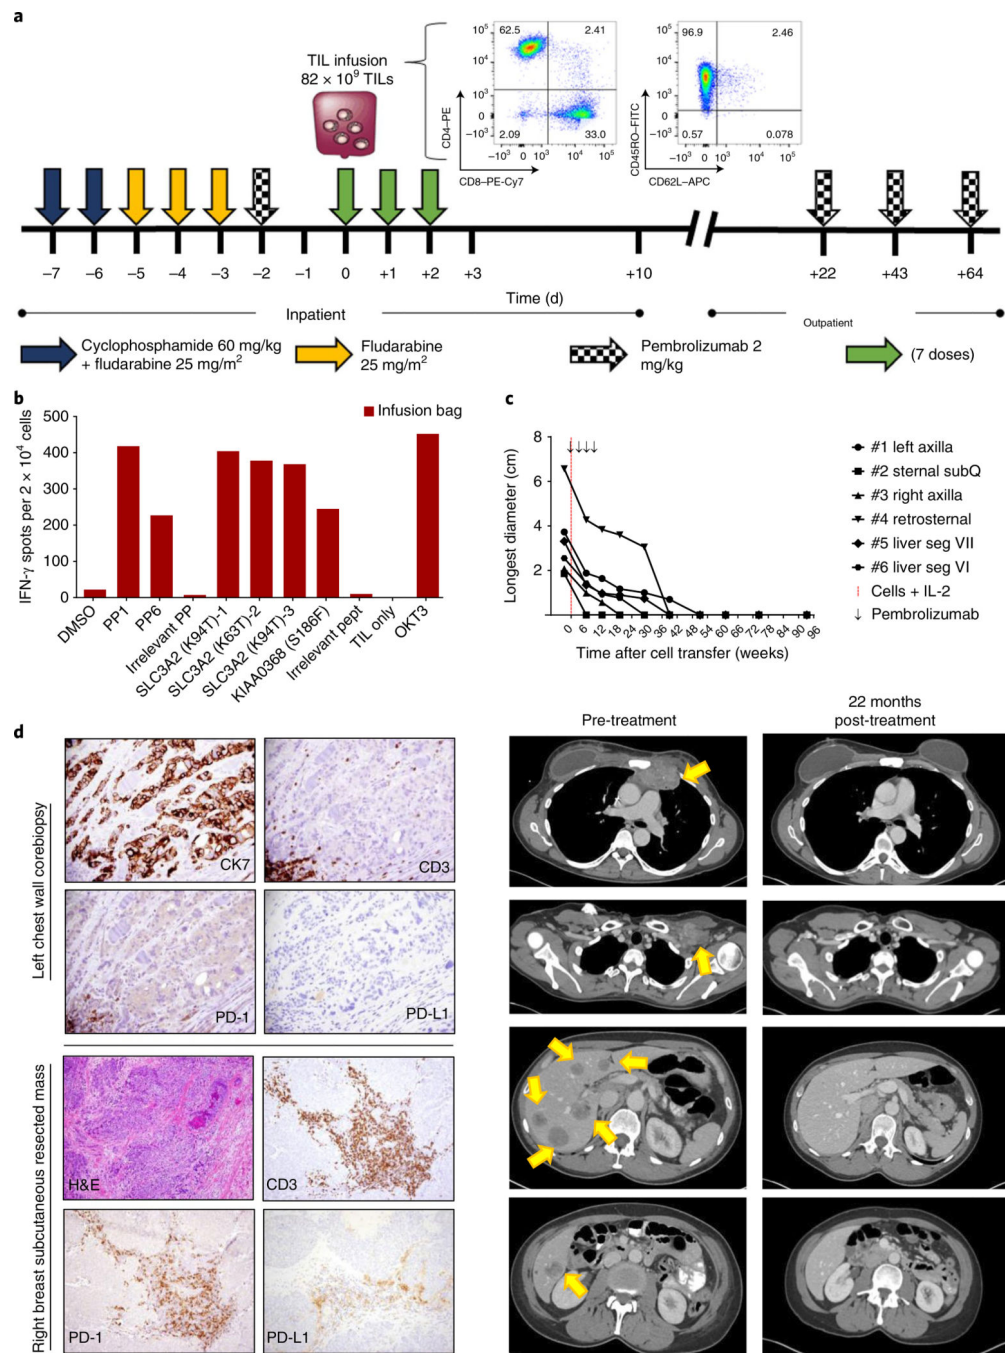 a
TIL infusion
82 × 10⁹ TILs
62.5
2.41
2.09
33.0
10⁵
10⁴
10³
0
−10³
CD4–PE
−10³ 0 10³ 10⁴ 10⁵
CD8–PE-Cy7
96.9
2.46
0.57
0.078
10⁵
10⁴
10³
0
−10³
CD45RO–FITC
−10³ 0 10³ 10⁴ 10⁵
CD62L–APC
−7 −6 −5 −4 −3 −2 −1 0 +1 +2 +3 +10 +22 +43 +64
Time (d)
Inpatient
Outpatient
Cyclophosphamide 60 mg/kg
+ fludarabine 25 mg/m²
Fludarabine
25 mg/m²
Pembrolizumab 2
mg/kg
(7 doses)
b
Infusion bag
IFN-γ spots per 2 × 10⁴ cells
500
400
300
200
100
0
DMSO
PP1
PP6
Irrelevant PP
SLC3A2 (K94T)-1
SLC3A2 (K63T)-2
SLC3A2 (K94T)-3
KIAA0368 (S186F)
Irrelevant pept
TIL only
OKT3
c
Longest diameter (cm)
8
6
4
2
0 6 12 18 24 30 36 42 48 54 60 66 72 78 84 90 96
Time after cell transfer (weeks)
#1 left axilla
#2 sternal subQ
#3 right axilla
#4 retrosternal
#5 liver seg VII
#6 liver seg VI
Cells + IL-2
↓ Pembrolizumab
d
Left chest wall corebiopsy
CK7
CD3
PD-1
PD-L1
Right breast subcutaneous resected mass
H&E
CD3
PD-1
PD-L1
Pre-treatment
22 months
post-treatment